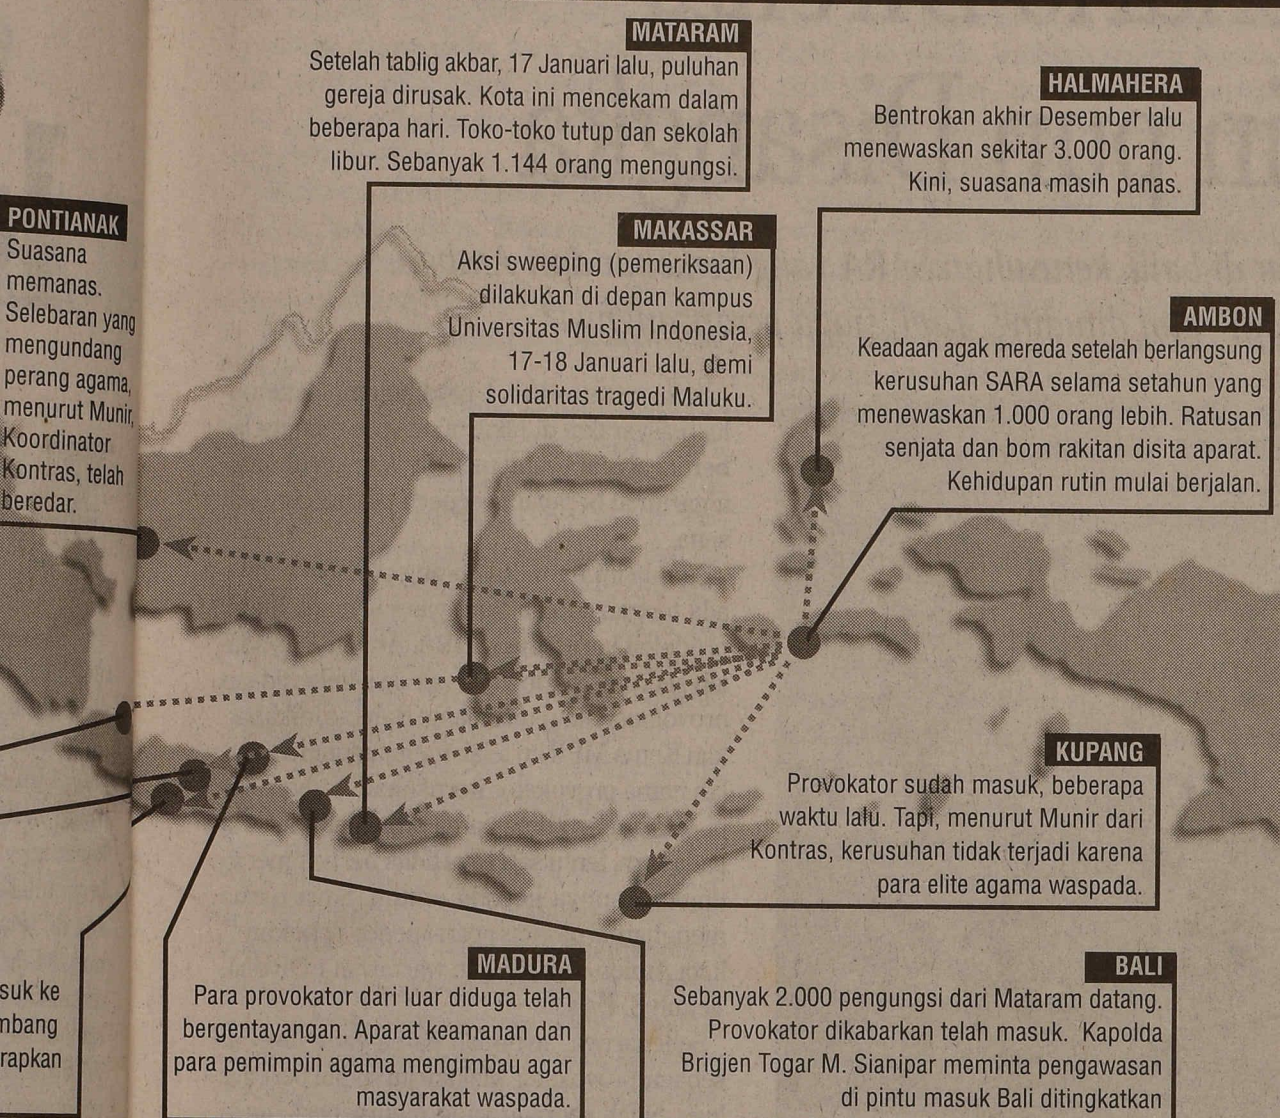 MATARAM
Setelah tablig akbar, 17 Januari lalu, puluhan
gereja dirusak. Kota ini mencekam dalam
beberapa hari. Toko-toko tutup dan sekolah
libur. Sebanyak 1.144 orang mengungsi.
HALMAHERA
Bentrokan akhir Desember lalu
menewaskan sekitar 3.000 orang.
Kini, suasana masih panas.
PONTIANAK
Suasana
memanas.
Selebaran yang
mengundang
perang agama,
menurut Munir,
Koordinator
Kontras, telah
beredar.
MAKASSAR
Aksi sweeping (pemeriksaan)
dilakukan di depan kampus
Universitas Muslim Indonesia,
17-18 Januari lalu, demi
solidaritas tragedi Maluku.
AMBON
Keadaan agak mereda setelah berlangsung
kerusuhan SARA selama setahun yang
menewaskan 1.000 orang lebih. Ratusan
senjata dan bom rakitan disita aparat.
Kehidupan rutin mulai berjalan.
KUPANG
Provokator sudah masuk, beberapa
waktu lalu. Tapi, menurut Munir dari
Kontras, kerusuhan tidak terjadi karena
para elite agama waspada.
suk ke
mbang
rapkan
MADURA
Para provokator dari luar diduga telah
bergentayangan. Aparat keamanan dan
para pemimpin agama mengimbau agar
masyarakat waspada.
BALI
Sebanyak 2.000 pengungsi dari Mataram datang.
Provokator dikabarkan telah masuk. Kapolda
Brigjen Togar M. Sianipar meminta pengawasan
di pintu masuk Bali ditingkatkan